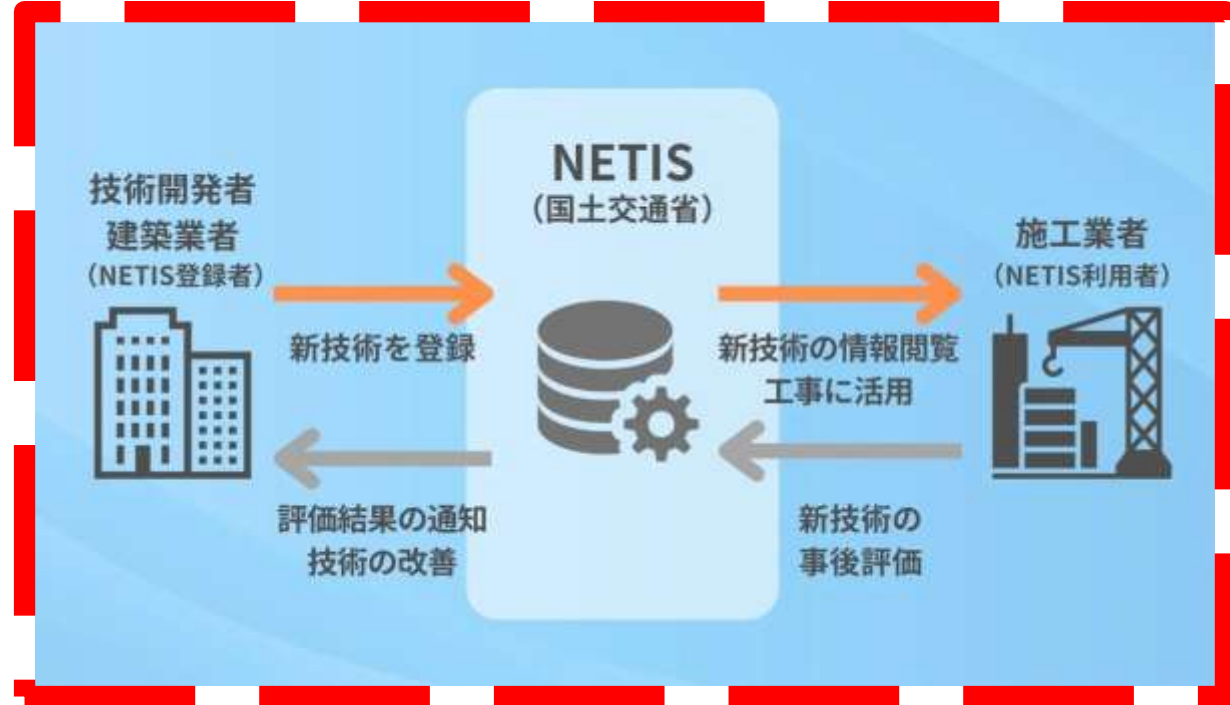 技術開発者
建築業者
（NETIS登録者）
新技術を登録
評価結果の通知
技術の改善
NETIS
（国土交通省）
新技術の情報閲覧
工事に活用
新技術の
事後評価
施工業者
（NETIS利用者）